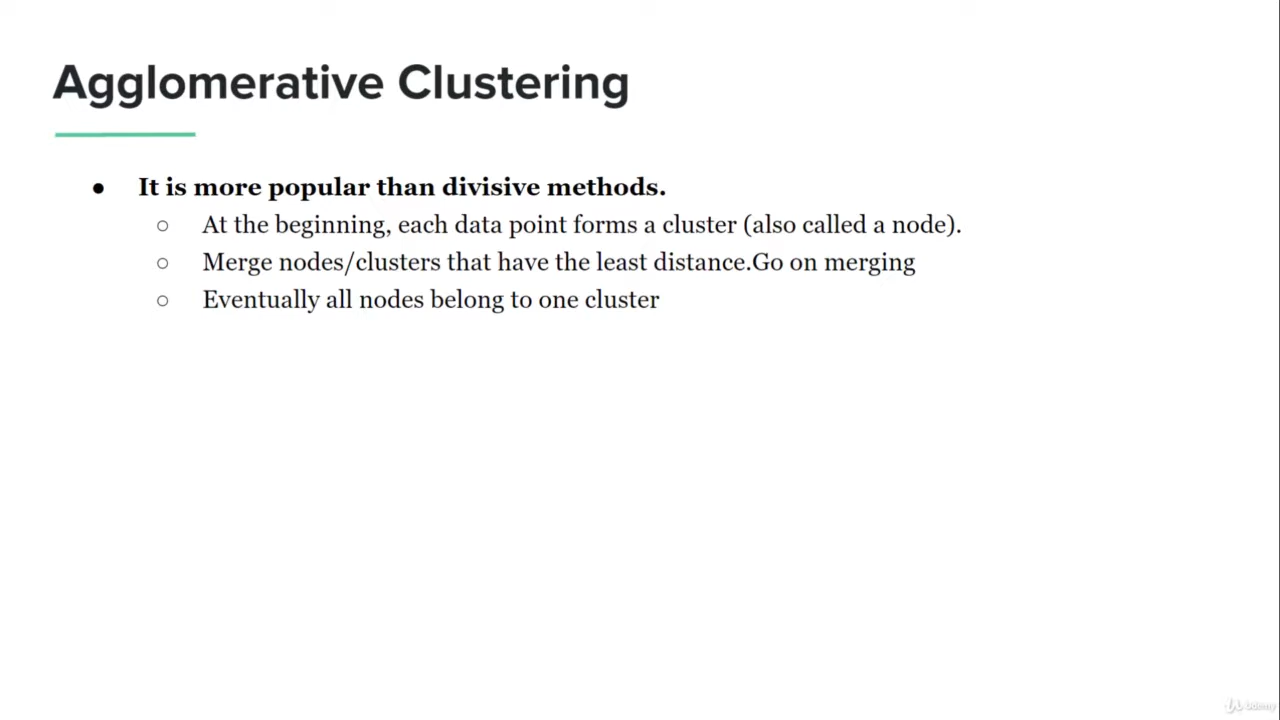 Agglomerative Clustering
● It is more popular than divisive methods.
○ At the beginning, each data point forms a cluster (also called a node).
○ Merge nodes/clusters that have the least distance.Go on merging
○ Eventually all nodes belong to one cluster
Udemy